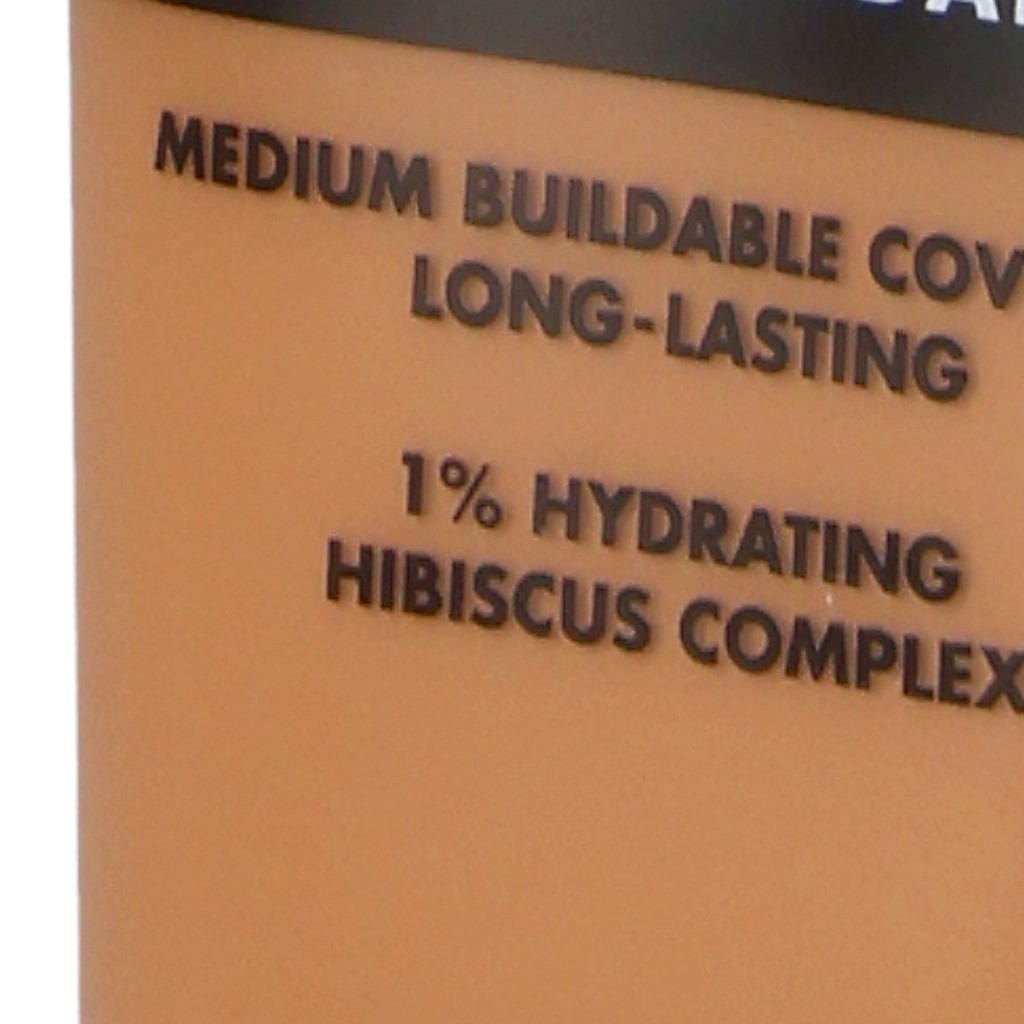 MEDIUM BUILDABLE COV
LONG-LASTING
1% HYDRATING
HIBISCUS COMPLEX